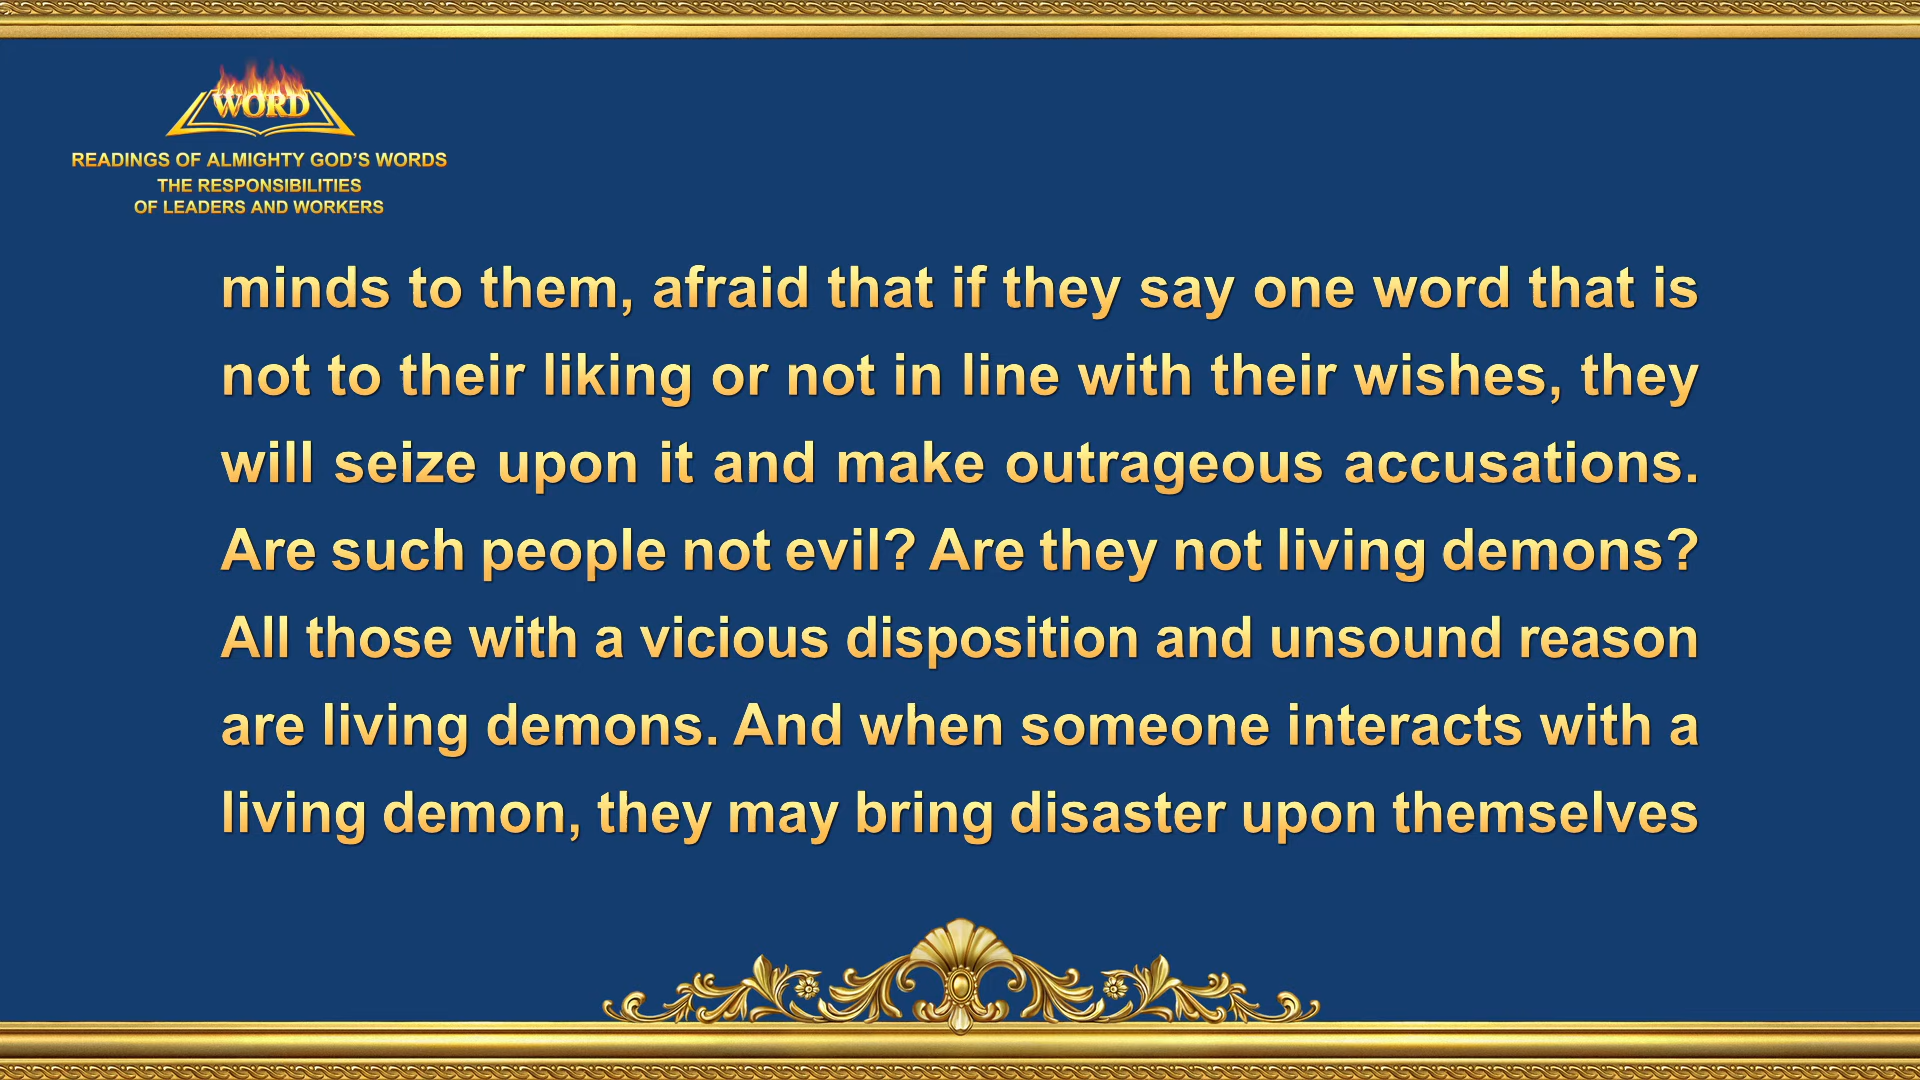 WORD
READINGS OF ALMIGHTY GOD’S WORDS
THE RESPONSIBILITIES
OF LEADERS AND WORKERS
minds to them, afraid that if they say one word that is
not to their liking or not in line with their wishes, they
will seize upon it and make outrageous accusations.
Are such people not evil? Are they not living demons?
All those with a vicious disposition and unsound reason
are living demons. And when someone interacts with a
living demon, they may bring disaster upon themselves